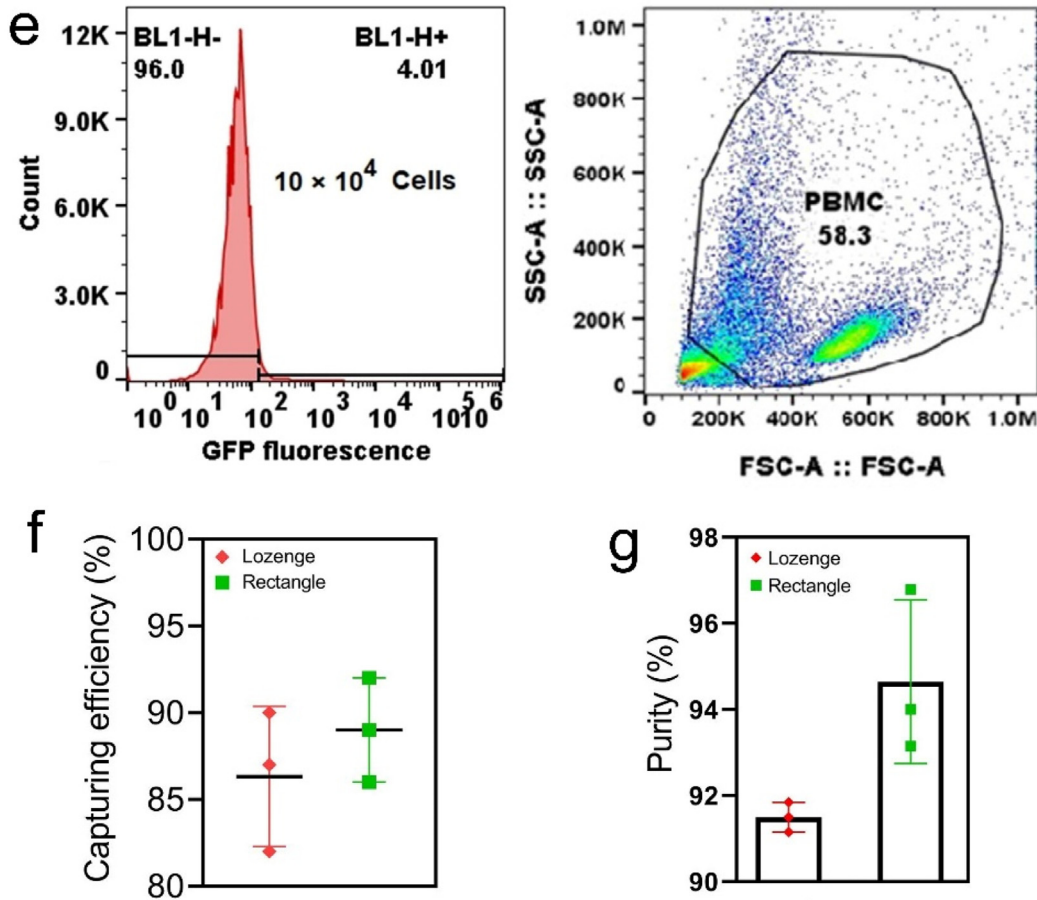 e
12K
BL1-H- BL1-H+
96.0 4.01
9.0K
10 × 10⁴ Cells
6.0K
3.0K
0
Count
10⁰ 10¹ 10² 10³ 10⁴ 10⁵ 10⁶
GFP fluorescence
1.0M
800K
600K
PBMC
58.3
400K
200K
0
SSC-A :: SSC-A
0 200K 400K 600K 800K 1.0M
FSC-A :: FSC-A
f
100
Lozenge
Rectangle
95
90
85
80
Capturing efficiency (%)
g
98
Lozenge
Rectangle
96
94
92
90
Purity (%)